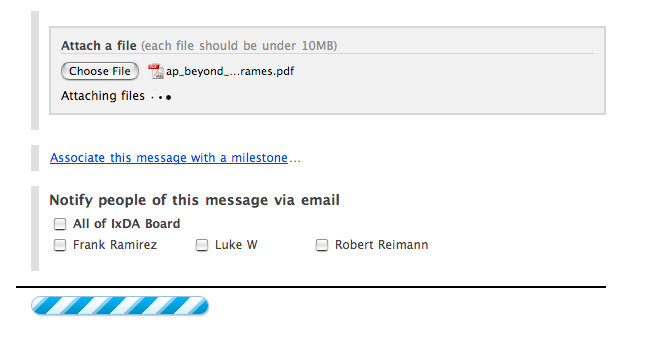 Attach a file (each file should be under 10MB)
Choose File ap_beyond_...rames.pdf
Attaching files
Associate this message with a milestone...
Notify people of this message via email
All of IxDA Board
Frank Ramirez Luke W Robert Reimann